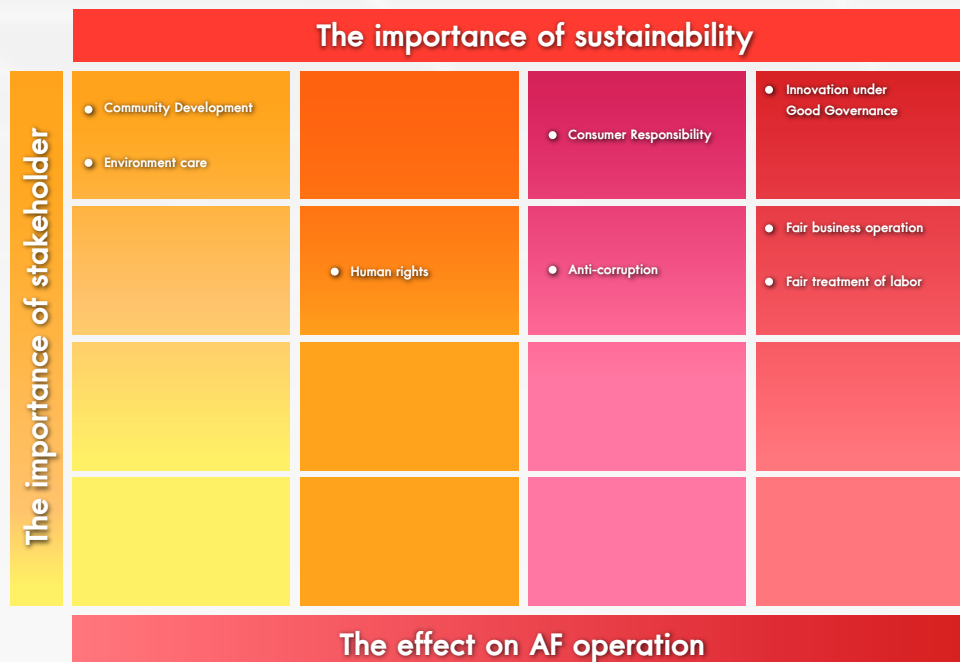 The importance of sustainability
The importance of stakeholder
Community Development
Environment care
Consumer Responsibility
Innovation under
Good Governance
Human rights
Anti-corruption
Fair business operation
Fair treatment of labor
The effect on AF operation